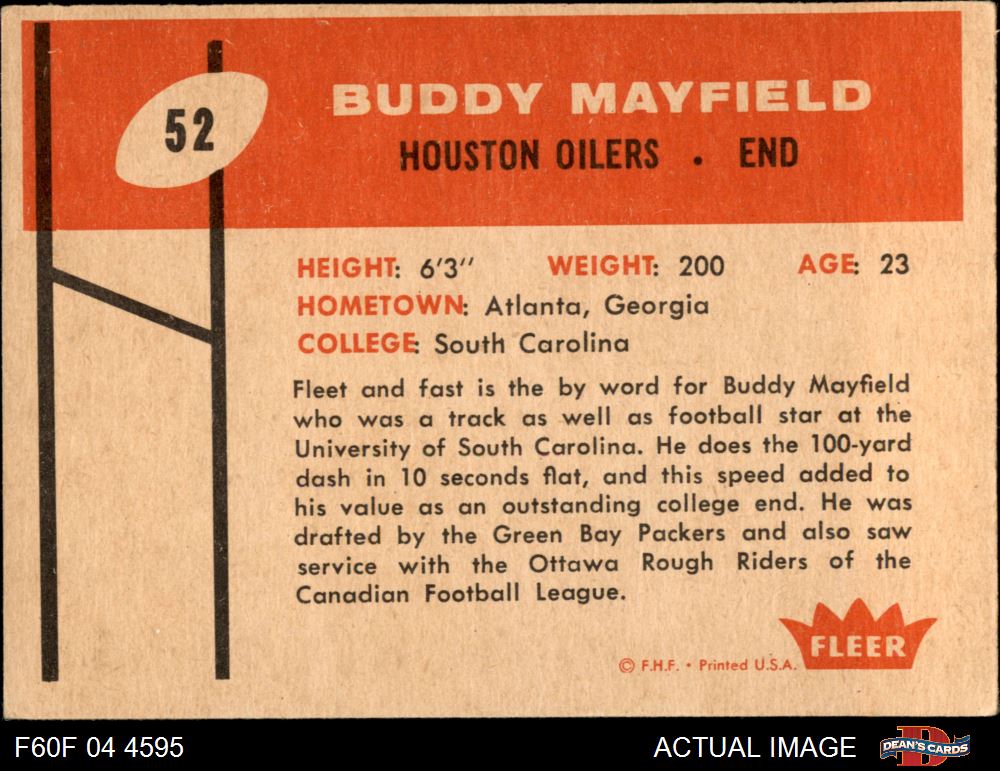 52
BUDDY MAYFIELD
HOUSTON OILERS . END
HEIGHT: 6'3'' WEIGHT: 200 AGE: 23
HOMETOWN: Atlanta, Georgia
COLLEGE: South Carolina
Fleet and fast is the by word for Buddy Mayfield
who was a track as well as football star at the
University of South Carolina. He does the 100-yard
dash in 10 seconds flat, and this speed added to
his value as an outstanding college end. He was
drafted by the Green Bay Packers and also saw
service with the Ottawa Rough Riders of the
Canadian Football League.
FLEER
© F.H.F. • Printed U.S.A.
F60F 04 4595
ACTUAL IMAGE
DEAN'S CARDS